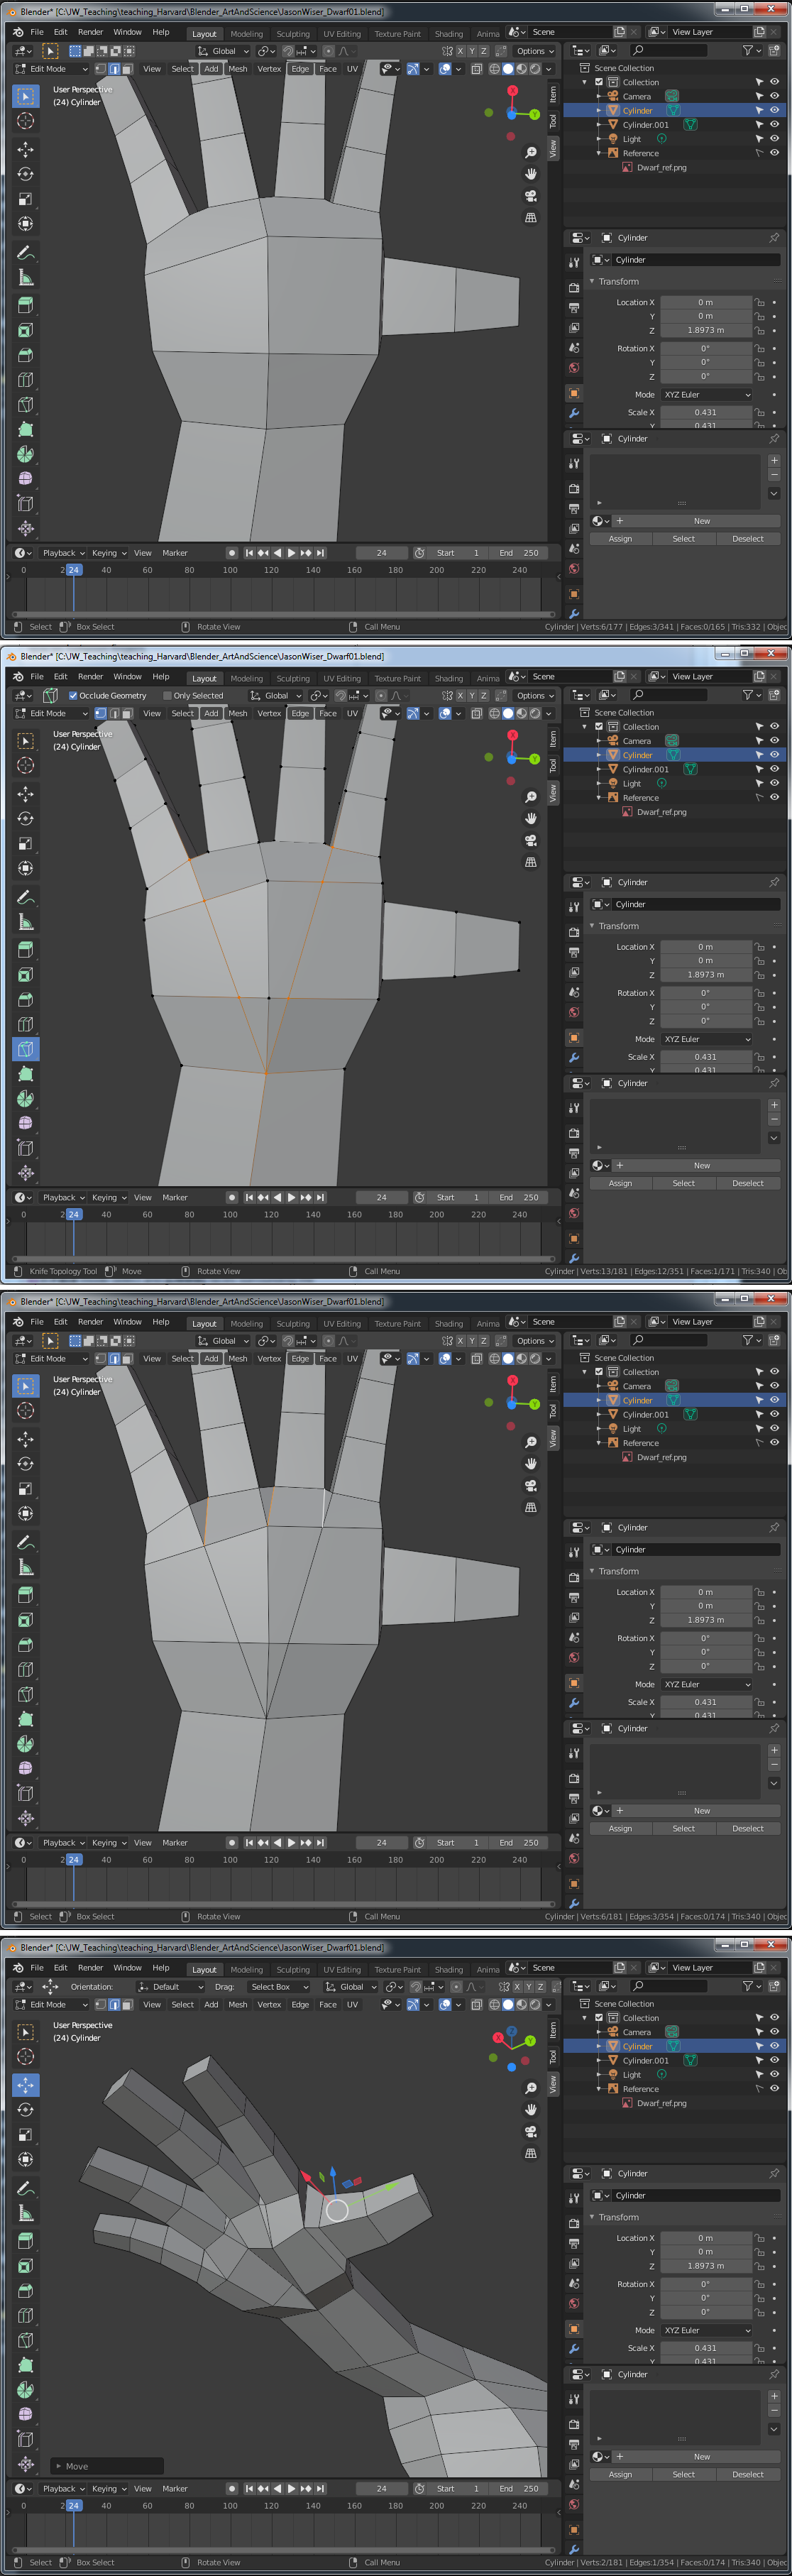 Blender* [C:\JW_Teaching\teaching_Harvard\Blender_ArtAndScience\JasonWiser_Dwarf01.blend]
File Edit Render Window Help Layout Modeling Sculpting UV Editing Texture Paint Shading Anima Scene View Layer
Global X Y Z Options
Edit Mode View Select Add Mesh Vertex Edge Face UV
User Perspective
(24) Cylinder
X
Y
Item
Tool
View
Scene Collection
Collection
Camera
Cylinder
Cylinder.001
Light
Reference
Dwarf_ref.png
Cylinder
Cylinder
Transform
Location X 0 m
Y 0 m
Z 1.8973 m
Rotation X 0°
Y 0°
Z 0°
Mode XYZ Euler
Scale X 0.431
Y 0.431
Cylinder
New
Assign Select Deselect
Playback Keying View Marker 24 Start 1 End 250
0 2 24 40 60 80 100 120 140 160 180 200 220 240
Select Box Select Rotate View Call Menu Cylinder | Verts:6/177 | Edges:3/341 | Faces:0/165 | Tris:332 | Objec
Blender* [C:\JW_Teaching\teaching_Harvard\Blender_ArtAndScience\JasonWiser_Dwarf01.blend]
File Edit Render Window Help Layout Modeling Sculpting UV Editing Texture Paint Shading Anima Scene View Layer
Occlude Geometry Only Selected Global X Y Z Options
Edit Mode View Select Add Mesh Vertex Edge Face UV
User Perspective
(24) Cylinder
X
Y
Item
Tool
View
Scene Collection
Collection
Camera
Cylinder
Cylinder.001
Light
Reference
Dwarf_ref.png
Cylinder
Cylinder
Transform
Location X 0 m
Y 0 m
Z 1.8973 m
Rotation X 0°
Y 0°
Z 0°
Mode XYZ Euler
Scale X 0.431
Y 0.431
Cylinder
New
Assign Select Deselect
Playback Keying View Marker 24 Start 1 End 250
0 2 24 40 60 80 100 120 140 160 180 200 220 240
Knife Topology Tool Move Rotate View Call Menu Cylinder | Verts:13/181 | Edges:12/351 | Faces:1/171 | Tris:340 | Ob
Blender* [C:\JW_Teaching\teaching_Harvard\Blender_ArtAndScience\JasonWiser_Dwarf01.blend]
File Edit Render Window Help Layout Modeling Sculpting UV Editing Texture Paint Shading Anima Scene View Layer
Global X Y Z Options
Edit Mode View Select Add Mesh Vertex Edge Face UV
User Perspective
(24) Cylinder
X
Y
Item
Tool
View
Scene Collection
Collection
Camera
Cylinder
Cylinder.001
Light
Reference
Dwarf_ref.png
Cylinder
Cylinder
Transform
Location X 0 m
Y 0 m
Z 1.8973 m
Rotation X 0°
Y 0°
Z 0°
Mode XYZ Euler
Scale X 0.431
Y 0.431
Cylinder
New
Assign Select Deselect
Playback Keying View Marker 24 Start 1 End 250
0 2 24 40 60 80 100 120 140 160 180 200 220 240
Select Box Select Rotate View Call Menu Cylinder | Verts:6/181 | Edges:3/354 | Faces:0/174 | Tris:340 | Objec
Blender* [C:\JW_Teaching\teaching_Harvard\Blender_ArtAndScience\JasonWiser_Dwarf01.blend]
File Edit Render Window Help Layout Modeling Sculpting UV Editing Texture Paint Shading Anima Scene View Layer
Orientation: Default Drag: Select Box Global X Y Z
Edit Mode View Select Add Mesh Vertex Edge Face UV
User Perspective
(24) Cylinder
Z
X
Y
Item
Tool
View
Scene Collection
Collection
Camera
Cylinder
Cylinder.001
Light
Reference
Dwarf_ref.png
Cylinder
Cylinder
Transform
Location X 0 m
Y 0 m
Z 1.8973 m
Rotation X 0°
Y 0°
Z 0°
Mode XYZ Euler
Scale X 0.431
Y 0.431
Cylinder
New
Assign Select Deselect
Move
Playback Keying View Marker 24 Start 1 End 250
0 2 24 40 60 80 100 120 140 160 180 200 220 240
Select Box Select Rotate View Call Menu Cylinder | Verts:2/181 | Edges:1/354 | Faces:0/174 | Tris:340 | Objec